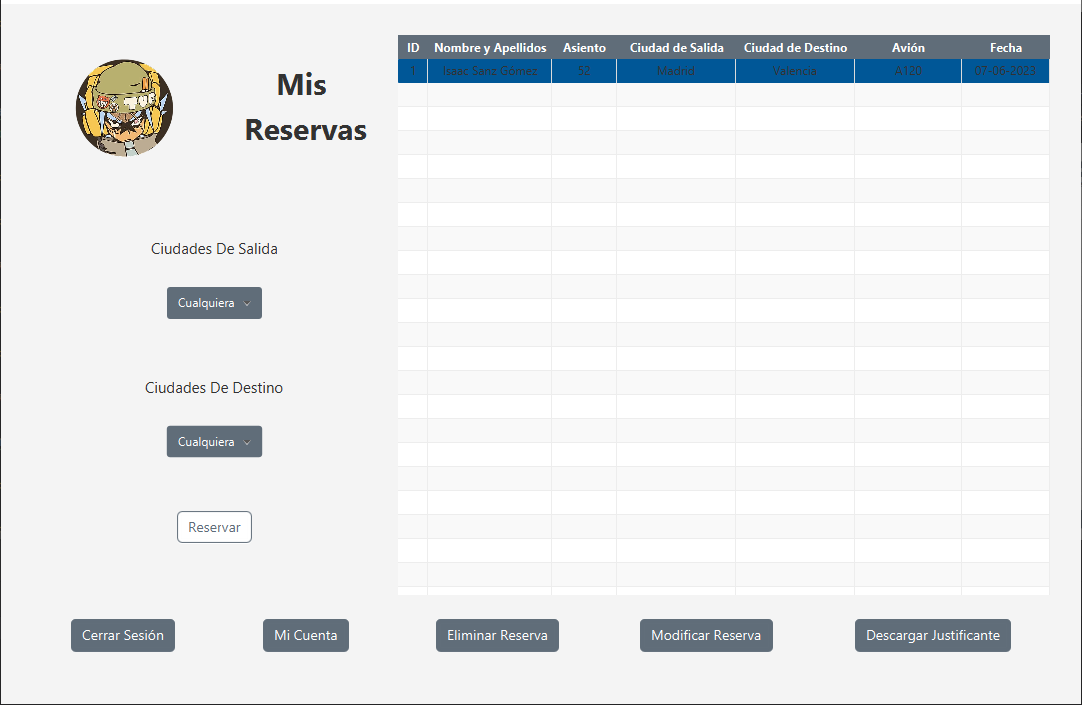 Mis
Reservas
Ciudades De Salida
Cualquiera
Ciudades De Destino
Cualquiera
Reservar
ID Nombre y Apellidos Asiento Ciudad de Salida Ciudad de Destino Avión Fecha
1 Isaac Sanz Gómez 52 Madrid Valencia A120 07-06-2023
Cerrar Sesión Mi Cuenta Eliminar Reserva Modificar Reserva Descargar Justificante